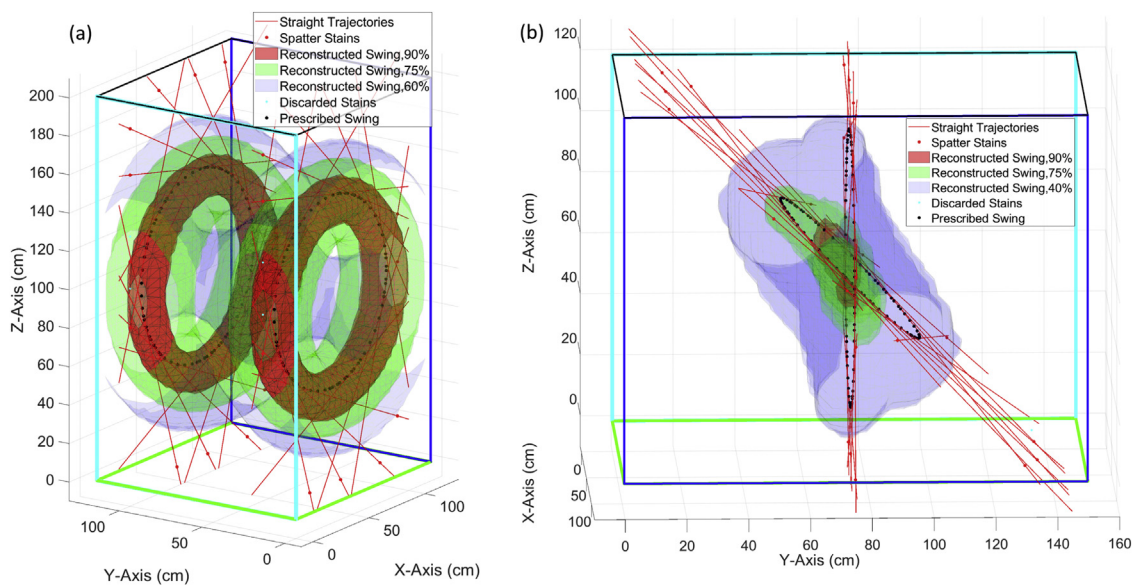 (a)
Straight Trajectories
Spatter Stains
Reconstructed Swing,90%
Reconstructed Swing,75%
Reconstructed Swing,60%
Discarded Stains
Prescribed Swing
200
180
160
140
120
100
80
60
40
20
0
Z-Axis (cm)
100
50
0
Y-Axis (cm)
0
50
100
X-Axis (cm)
(b)
120
100
80
60
40
20
0
Z-Axis (cm)
Straight Trajectories
Spatter Stains
Reconstructed Swing,90%
Reconstructed Swing,75%
Reconstructed Swing,40%
Discarded Stains
Prescribed Swing
0
50
100
X-Axis (cm)
0 20 40 60 80 100 120 140 160
Y-Axis (cm)